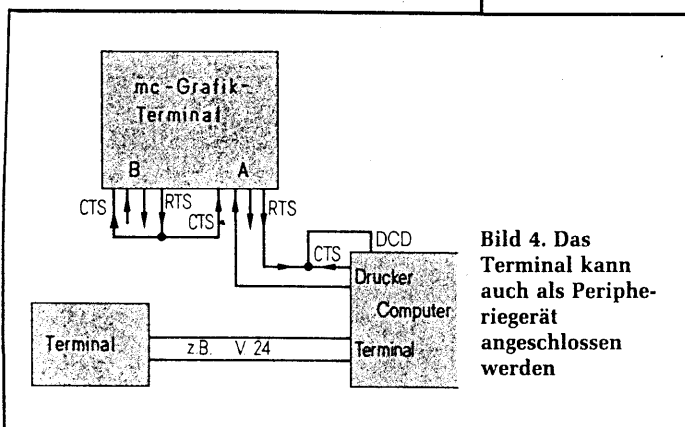 mc-Grafik-
Terminal
B A
CTS RTS CTS RTS
CTS DCD
Drucker
Computer
Terminal
Terminal
z.B. V. 24
Bild 4. Das
Terminal kann
auch als Periphe-
riegerät
angeschlossen
werden